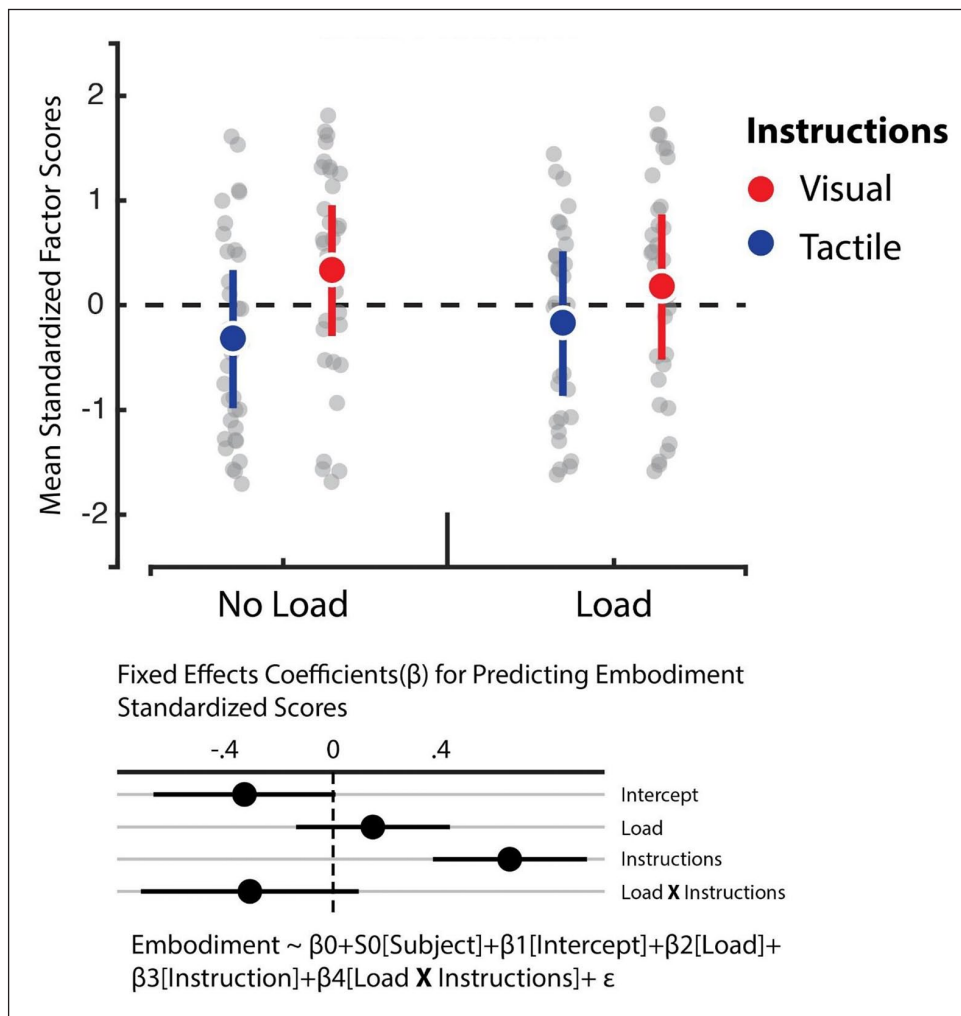 Mean Standardized Factor Scores
2
1
0
-1
-2
No Load
Load
Instructions
Visual
Tactile
Fixed Effects Coefficients(β) for Predicting Embodiment
Standardized Scores
-.4 0 .4
Intercept
Load
Instructions
Load X Instructions
Embodiment ~ β0+S0[Subject]+β1[Intercept]+β2[Load]+
β3[Instruction]+β4[Load X Instructions]+ ε